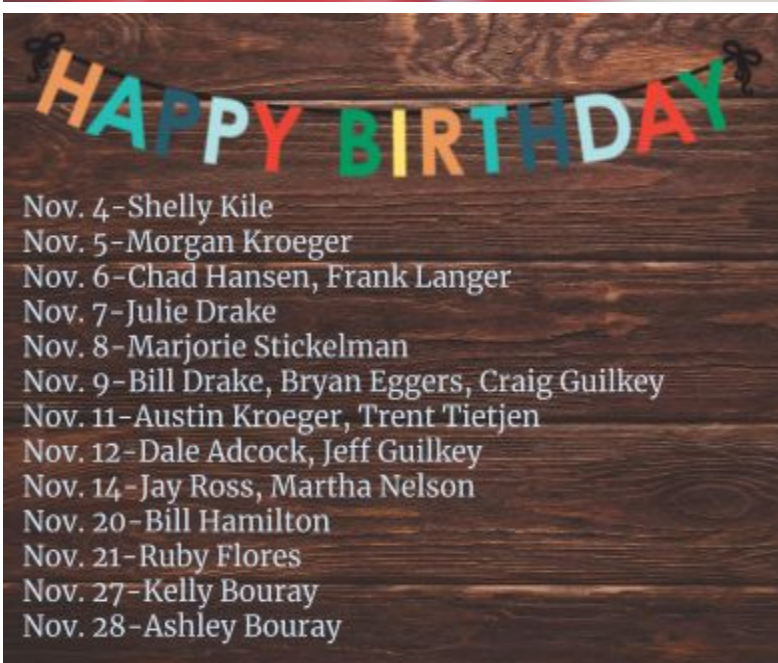 HAPPY BIRTHDAY
Nov. 4-Shelly Kile
Nov. 5-Morgan Kroeger
Nov. 6-Chad Hansen, Frank Langer
Nov. 7-Julie Drake
Nov. 8-Marjorie Stickelman
Nov. 9-Bill Drake, Bryan Eggers, Craig Guilkey
Nov. 11-Austin Kroeger, Trent Tietjen
Nov. 12-Dale Adcock, Jeff Guilkey
Nov. 14-Jay Ross, Martha Nelson
Nov. 20-Bill Hamilton
Nov. 21-Ruby Flores
Nov. 27-Kelly Bouray
Nov. 28-Ashley Bouray